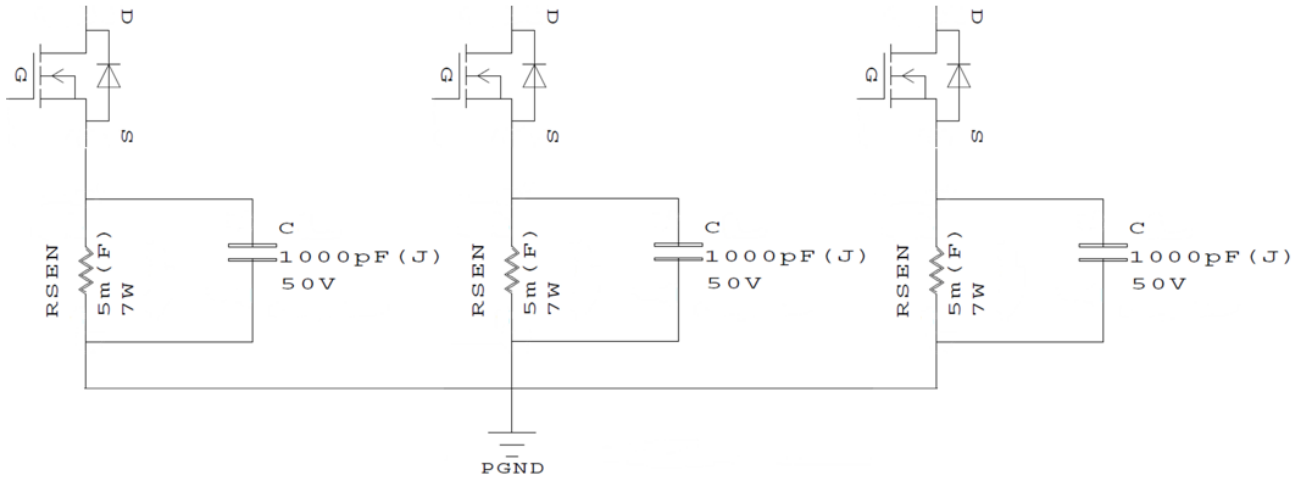 D
G
S
RSEN
5m(F)
7W
C
1000pF(J)
50V
D
G
S
RSEN
5m(F)
7W
C
1000pF(J)
50V
D
G
S
RSEN
5m(F)
7W
C
1000pF(J)
50V
PGND